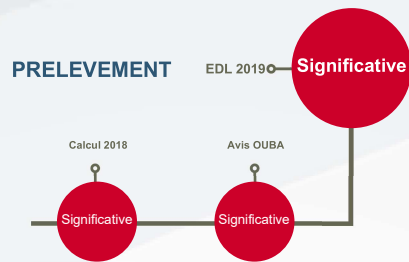 PRELEVEMENT
EDL 2019
Significative
Calcul 2018
Avis OUBA
Significative
Significative